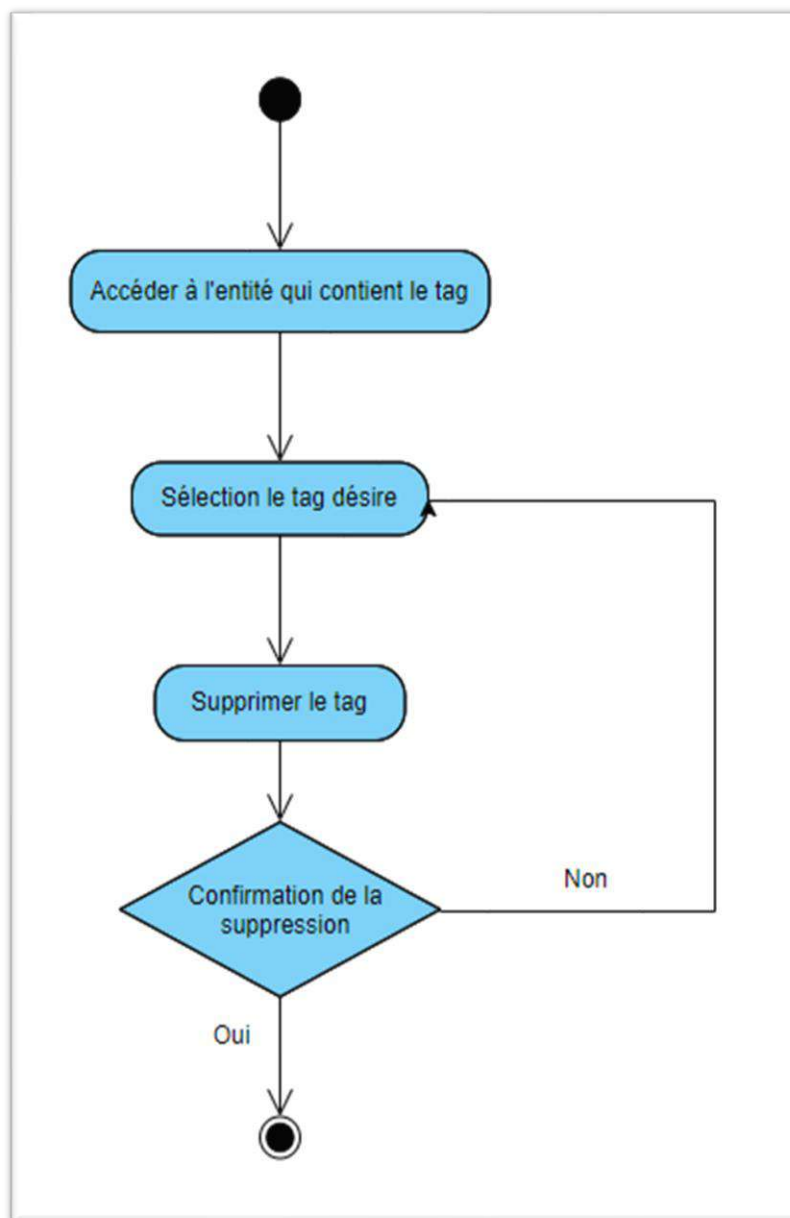 Accéder à l'entité qui contient le tag
Sélection le tag désire
Supprimer le tag
Confirmation de la
suppression
Non
Oui